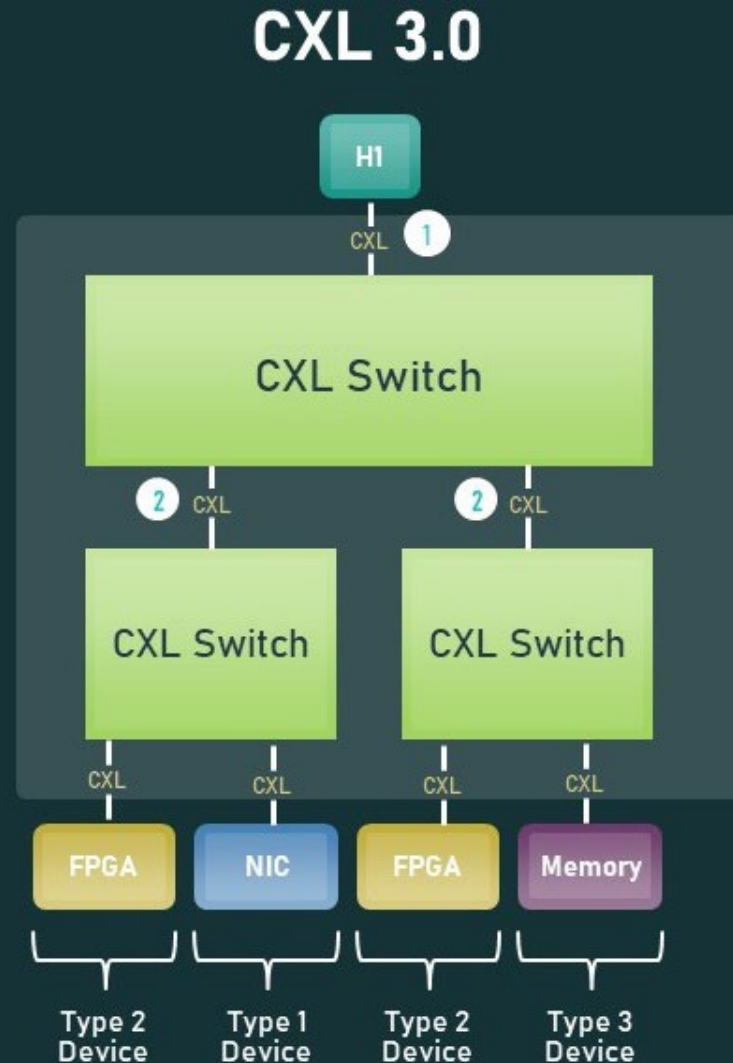 CXL 3.0
H1
CXL 1
CXL Switch
2 CXL 2 CXL
CXL Switch CXL Switch
CXL CXL CXL CXL
FPGA NIC FPGA Memory
Type 2 Type 1 Type 2 Type 3
Device Device Device Device